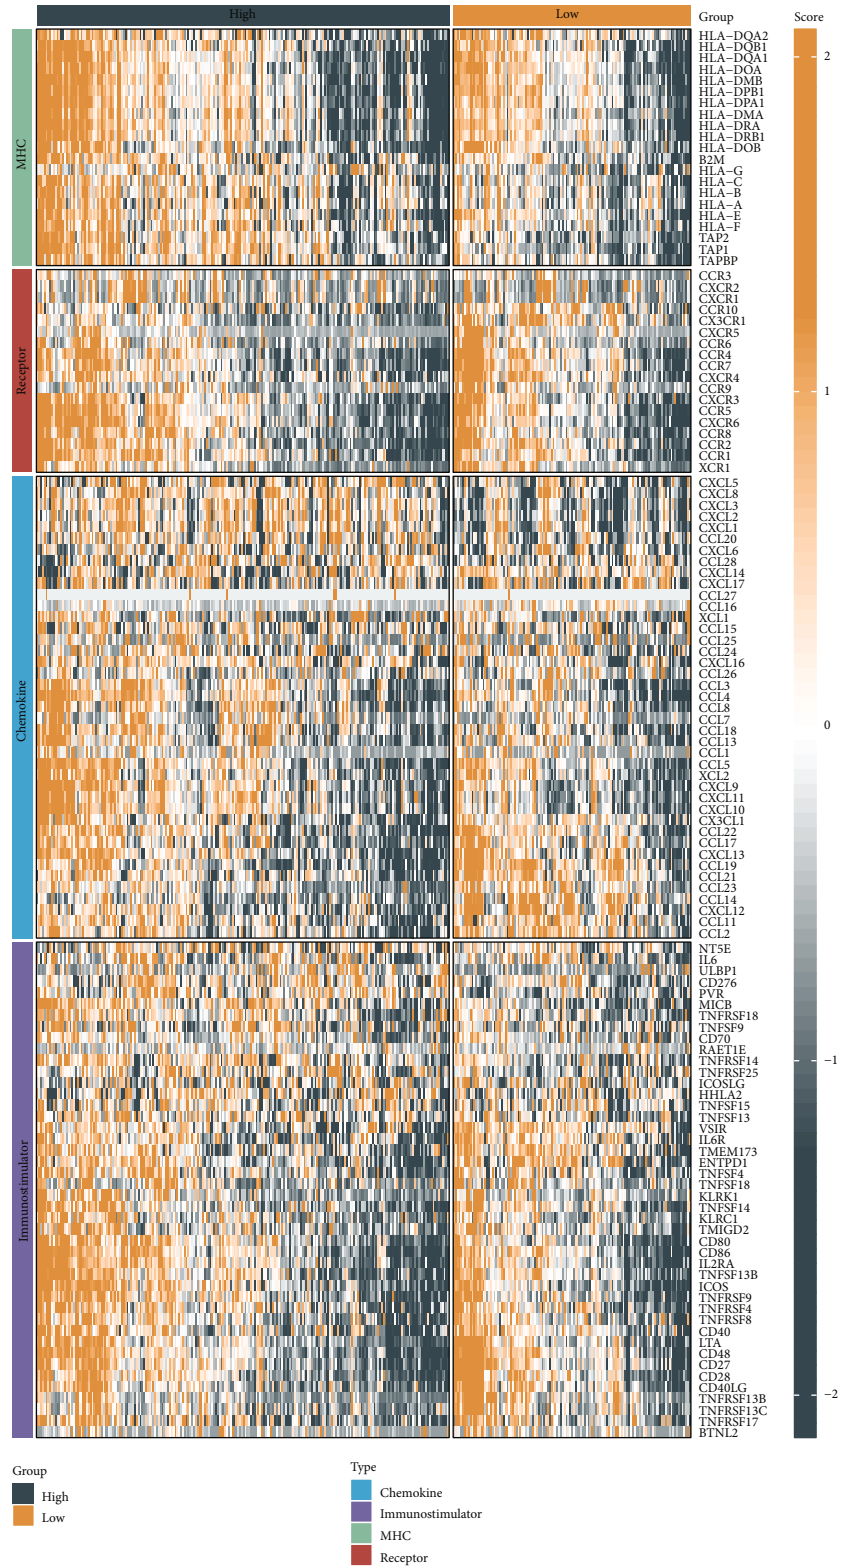 High
Low
Group
Score
MHC
HLA−DQA2
HLA−DQB1
HLA−DQA1
HLA−DOA
HLA−DMB
HLA−DPB1
HLA−DPA1
HLA−DMA
HLA−DRA
HLA−DRB1
HLA−DOB
B2M
HLA−G
HLA−C
HLA−B
HLA−A
HLA−E
HLA−F
TAP2
TAP1
TAPBP
Receptor
CCR3
CXCR2
CXCR1
CCR10
CX3CR1
CXCR5
CCR6
CCR4
CCR7
CXCR4
CCR9
CXCR3
CCR5
CXCR6
CCR8
CCR2
CCR1
XCR1
Chemokine
CXCL5
CXCL8
CXCL3
CXCL2
CXCL1
CCL20
CXCL6
CCL28
CXCL14
CXCL17
CCL27
CCL16
XCL1
CCL15
CCL25
CCL24
CXCL16
CCL26
CCL3
CCL4
CCL8
CCL7
CCL18
CCL13
CCL1
CCL5
XCL2
CXCL9
CXCL11
CXCL10
CX3CL1
CCL22
CCL17
CXCL13
CCL19
CCL21
CCL23
CCL14
CXCL12
CCL11
CCL2
Immunostimulator
NT5E
IL6
ULBP1
CD276
PVR
MICB
TNFRSF18
TNFSF9
CD70
RAET1E
TNFRSF14
TNFRSF25
ICOSLG
HHLA2
TNFSF15
TNFSF13
VSIR
IL6R
TMEM173
ENTPD1
TNFSF4
TNFSF18
KLRK1
TNFSF14
KLRC1
TMIGD2
CD80
CD86
IL2RA
TNFSF13B
ICOS
TNFRSF9
TNFRSF4
TNFRSF8
CD40
LTA
CD48
CD27
CD28
CD40LG
TNFRSF13B
TNFRSF13C
TNFRSF17
BTNL2
2
1
0
−1
−2
Group
High
Low
Type
Chemokine
Immunostimulator
MHC
Receptor